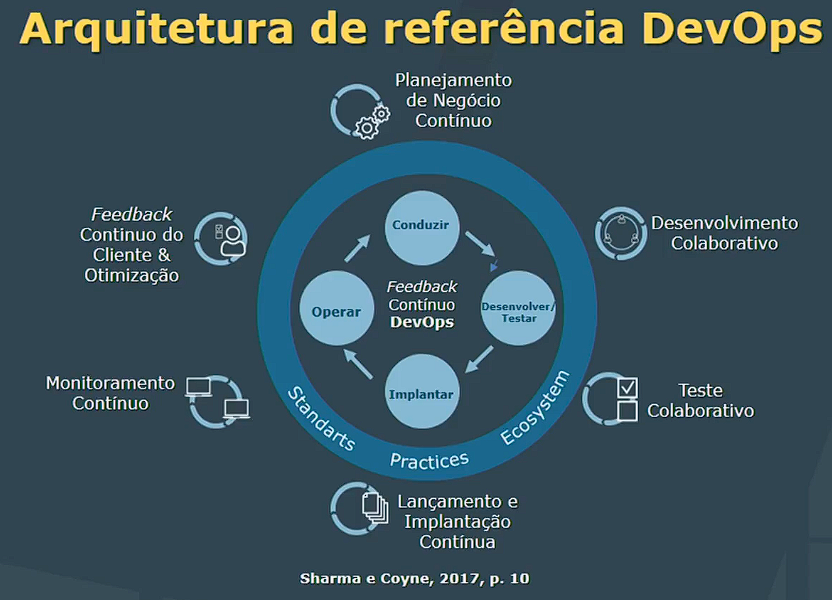 Arquitetura de referência DevOps
Planejamento
de Negócio
Contínuo
Feedback
Continuo do
Cliente &
Otimização
Desenvolvimento
Colaborativo
Conduzir
Operar
Feedback
Contínuo
DevOps
Desenvolver/
Testar
Implantar
Monitoramento
Contínuo
Teste
Colaborativo
Standarts
Practices
Ecosystem
Lançamento e
Implantação
Contínua
Sharma e Coyne, 2017, p. 10